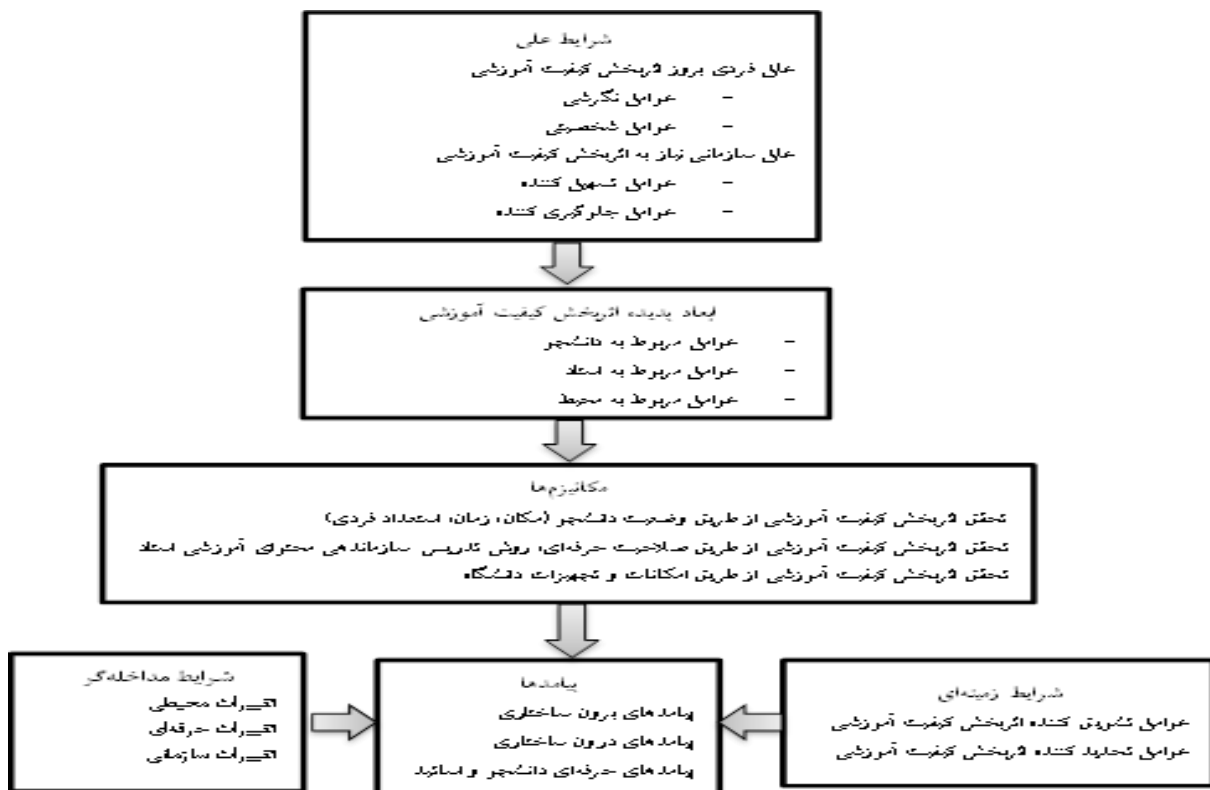 شرایط علی
علل فردی بروز اثربخش کیفیت آموزشی
- عوامل نگرشی
- عوامل شخصیتی
علل سازمانی نیاز به اثربخش کیفیت آموزشی
- عوامل تسهیل کننده
- عوامل جلوگیری کننده
ابعاد پدیده اثربخش کیفیت آموزشی
- عوامل مربوط به دانشجو
- عوامل مربوط به استاد
- عوامل مربوط به محیط
مکانیزم‌ها
تحقق اثربخش کیفیت آموزشی از طریق وضعیت دانشجو (مکان، زمان، استعداد فردی)
تحقق اثربخش کیفیت آموزشی از طریق صلاحیت حرفه‌ای، روش تدریس سازماندهی محتوای آموزشی استاد
تحقق اثربخش کیفیت آموزشی از طریق امکانات و تجهیزات دانشگاه
شرایط زمینه‌ای
عوامل تشویق کننده اثربخش کیفیت آموزشی
عوامل تحدید کننده اثربخش کیفیت آموزشی
پیامدها
پیامدهای برون ساختاری
پیامدهای درون ساختاری
پیامدهای حرفه‌ای دانشجو و اساتید
شرایط مداخله‌گر
تغییرات محیطی
تغییرات حرفه‌ای
تغییرات سازمانی